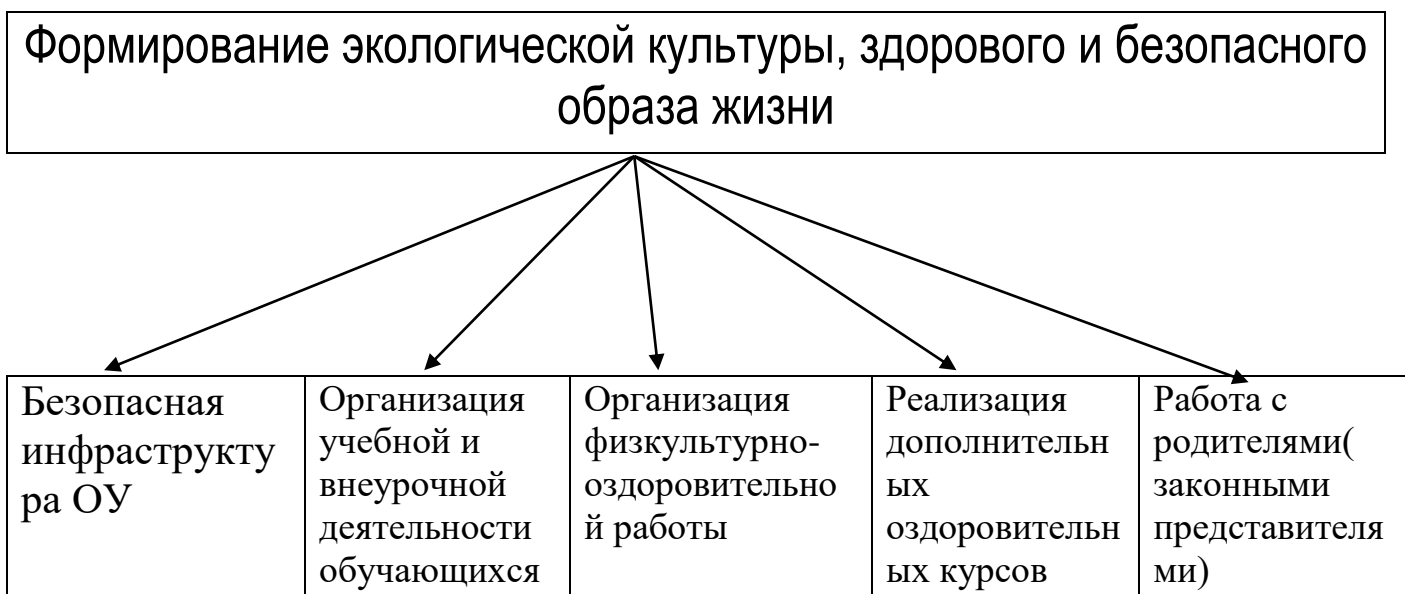 Формирование экологической культуры, здорового и безопасного
образа жизни
Безопасная
инфраструкту
ра ОУ
Организация
учебной и
внеурочной
деятельности
обучающихся
Организация
физкультурно-
оздоровительно
й работы
Реализация
дополнительн
ых
оздоровительн
ых курсов
Работа с
родителями(
законными
представителя
ми)